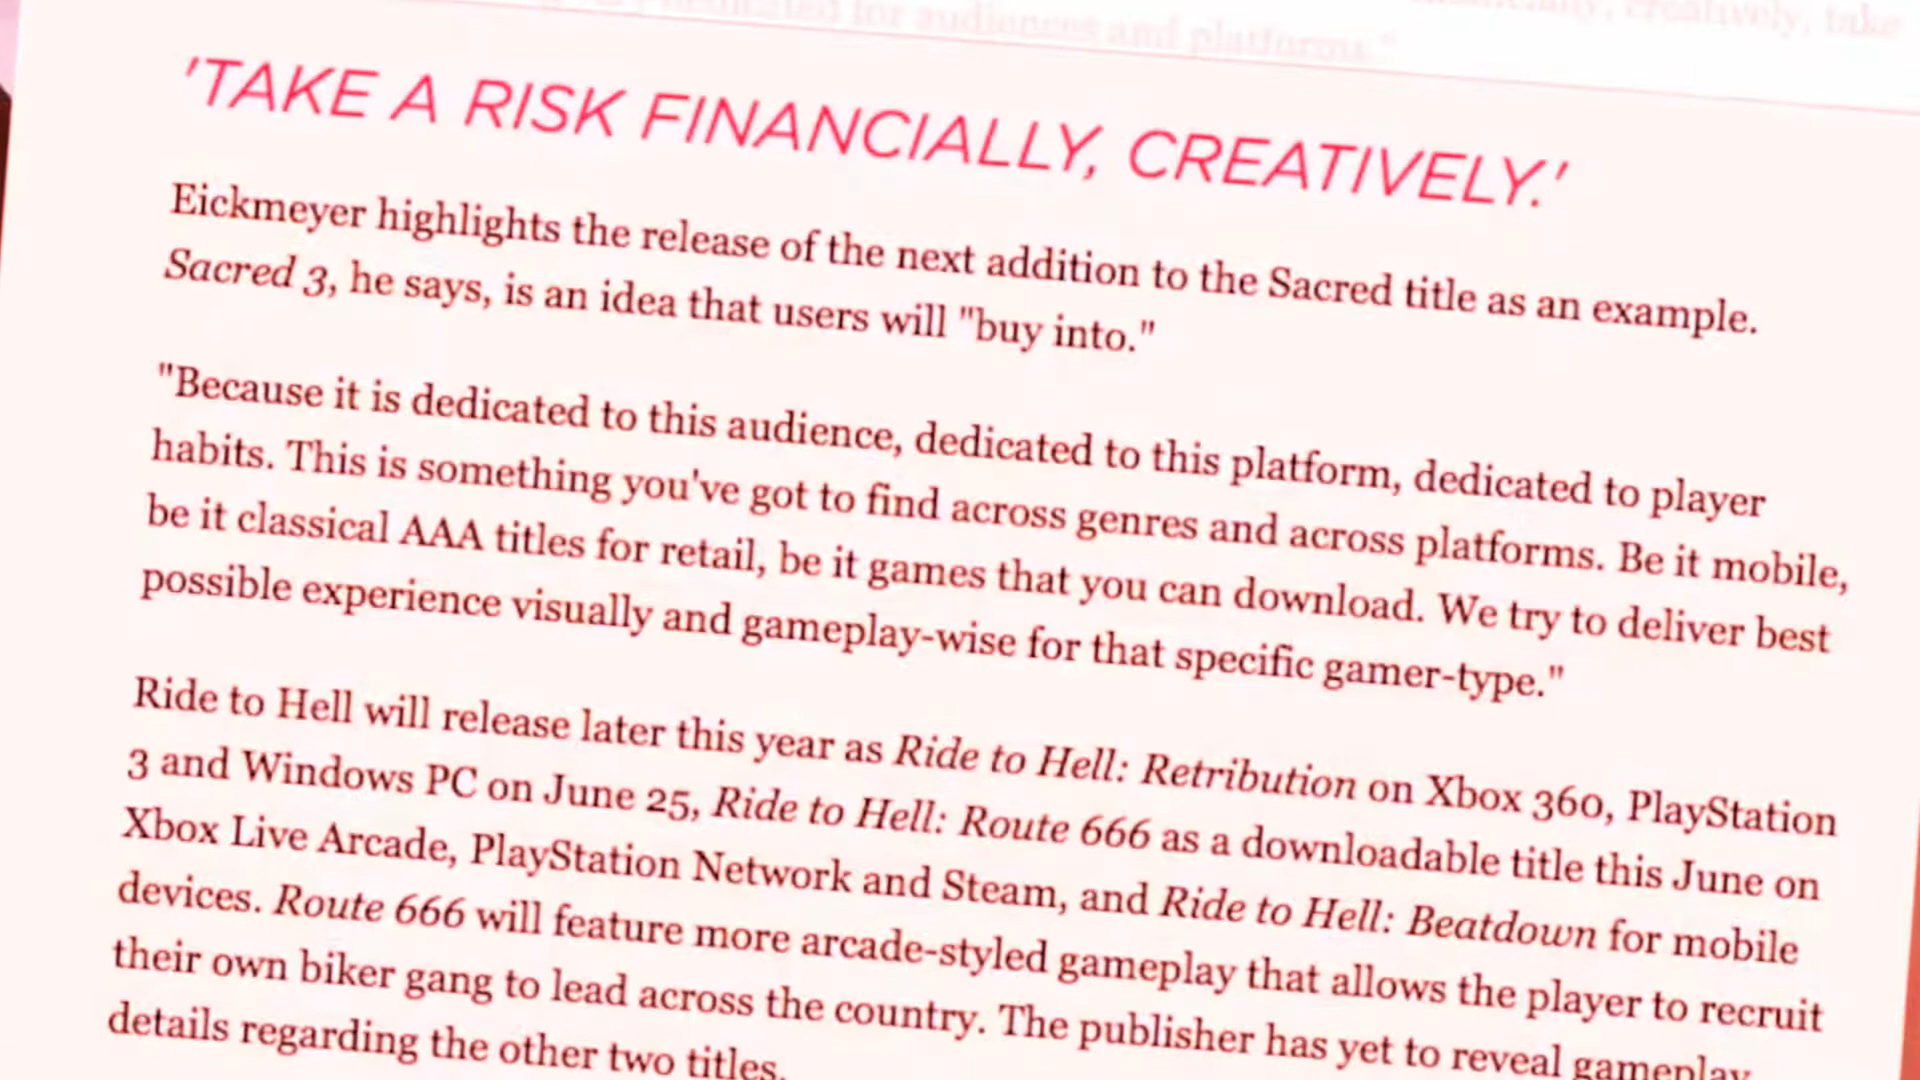 for audiences and platforms."
creatively, take
'TAKE A RISK FINANCIALLY, CREATIVELY.'
Eickmeyer highlights the release of the next addition to the Sacred title as an example.
Sacred 3, he says, is an idea that users will "buy into."
"Because it is dedicated to this audience, dedicated to this platform, dedicated to player
habits. This is something you've got to find across genres and across platforms. Be it mobile,
be it classical AAA titles for retail, be it games that you can download. We try to deliver best
possible experience visually and gameplay-wise for that specific gamer-type."
Ride to Hell will release later this year as Ride to Hell: Retribution on Xbox 360, PlayStation
3 and Windows PC on June 25, Ride to Hell: Route 666 as a downloadable title this June on
Xbox Live Arcade, PlayStation Network and Steam, and Ride to Hell: Beatdown for mobile
devices. Route 666 will feature more arcade-styled gameplay that allows the player to recruit
their own biker gang to lead across the country. The publisher has yet to reveal gameplay
details regarding the other two titles.